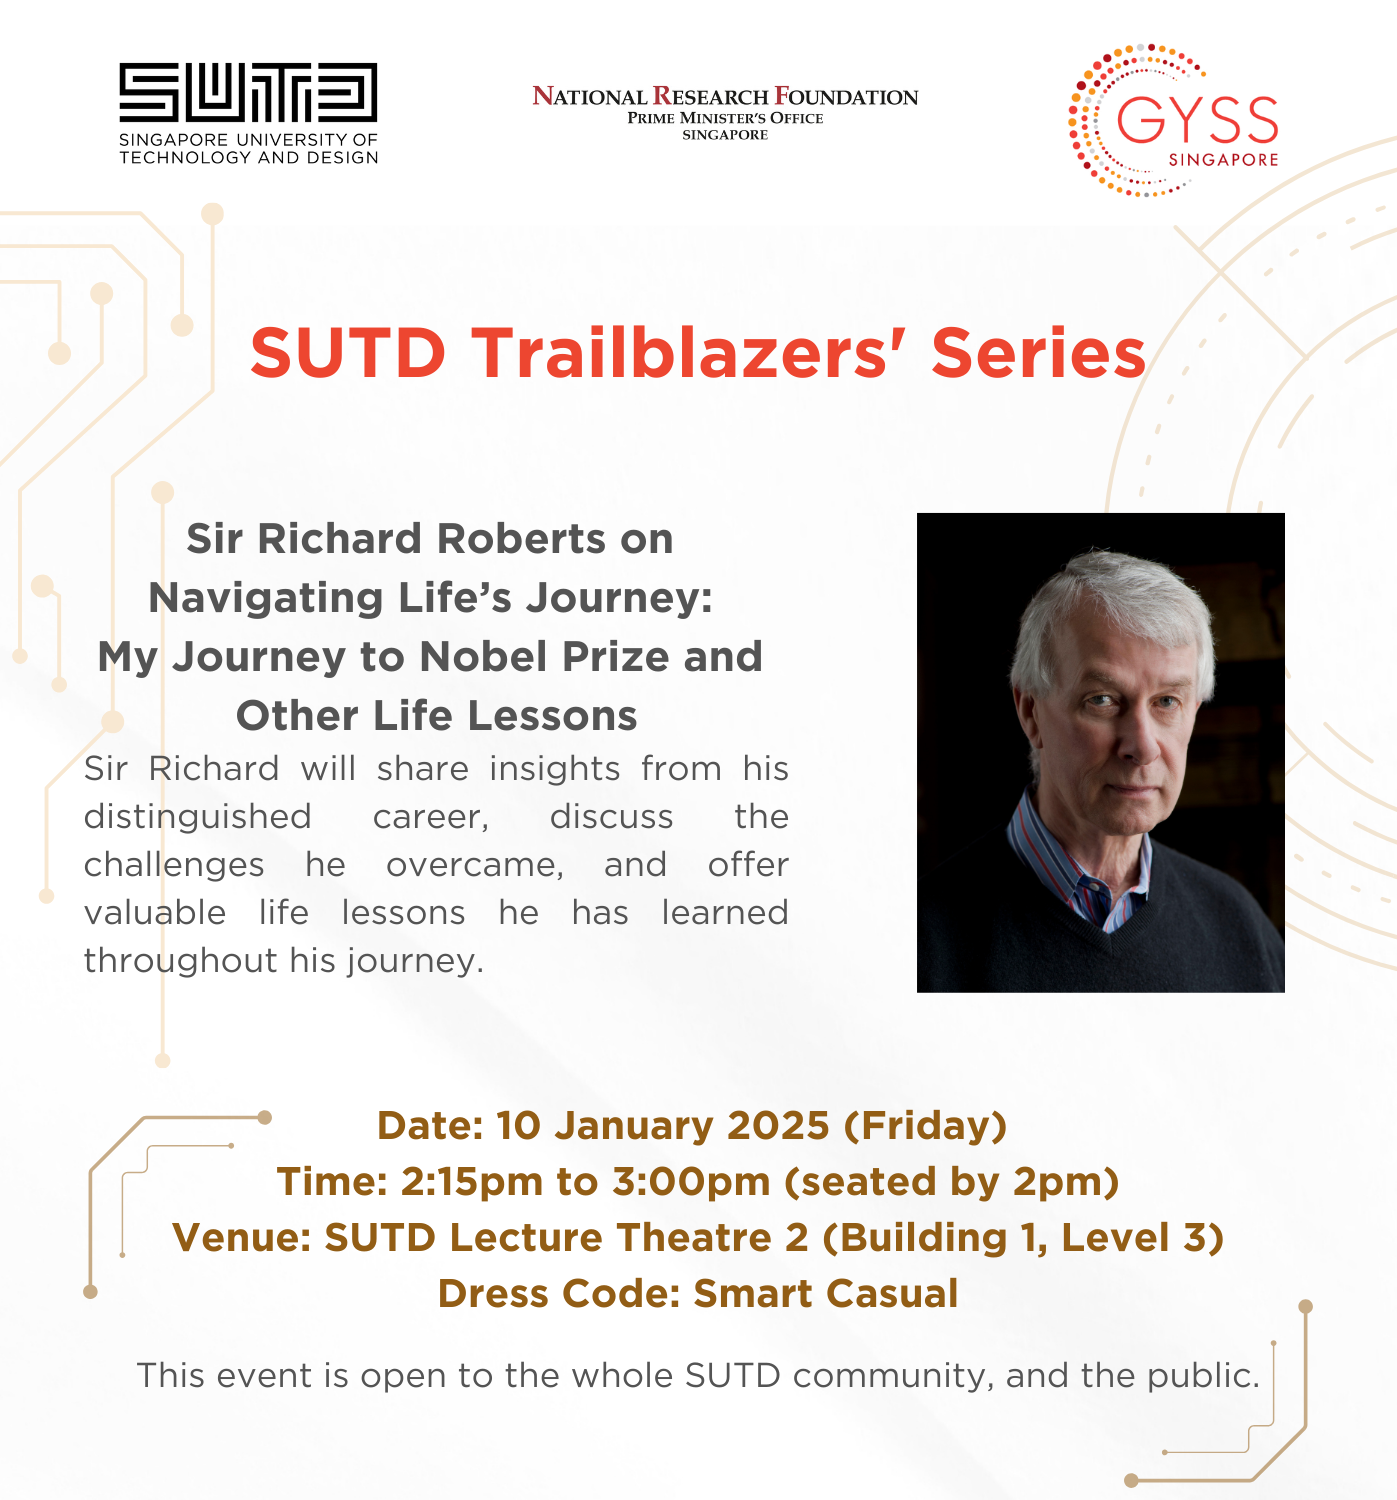 SUTD
SINGAPORE UNIVERSITY OF
TECHNOLOGY AND DESIGN
NATIONAL RESEARCH FOUNDATION
PRIME MINISTER'S OFFICE
SINGAPORE
GYSS
SINGAPORE
SUTD Trailblazers' Series
Sir Richard Roberts on
Navigating Life’s Journey:
My Journey to Nobel Prize and
Other Life Lessons
Sir Richard will share insights from his
distinguished career, discuss the
challenges he overcame, and offer
valuable life lessons he has learned
throughout his journey.
Date: 10 January 2025 (Friday)
Time: 2:15pm to 3:00pm (seated by 2pm)
Venue: SUTD Lecture Theatre 2 (Building 1, Level 3)
Dress Code: Smart Casual
This event is open to the whole SUTD community, and the public.